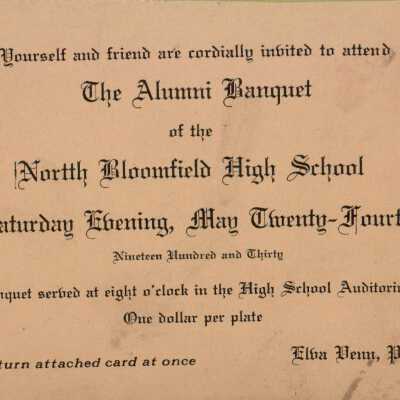 Yourself and friend are cordially invited to attend
The Alumni Banquet
of the
Nortth Bloomfield High School
aturday Evening, May Twenty-Fourt
Nineteen Hundred and Thirty
nquet served at eight o'clock in the High School Auditori
One dollar per plate
turn attached card at once
Elva Venn, P